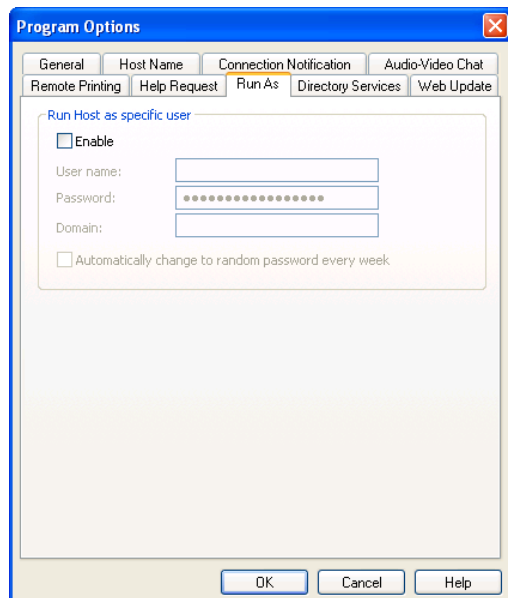 Program Options
General Host Name Connection Notification Audio-Video Chat
Remote Printing Help Request Run As Directory Services Web Update
Run Host as specific user
Enable
User name:
Password: ●●●●●●●●●●●●●●●●●
Domain:
Automatically change to random password every week
OK Cancel Help